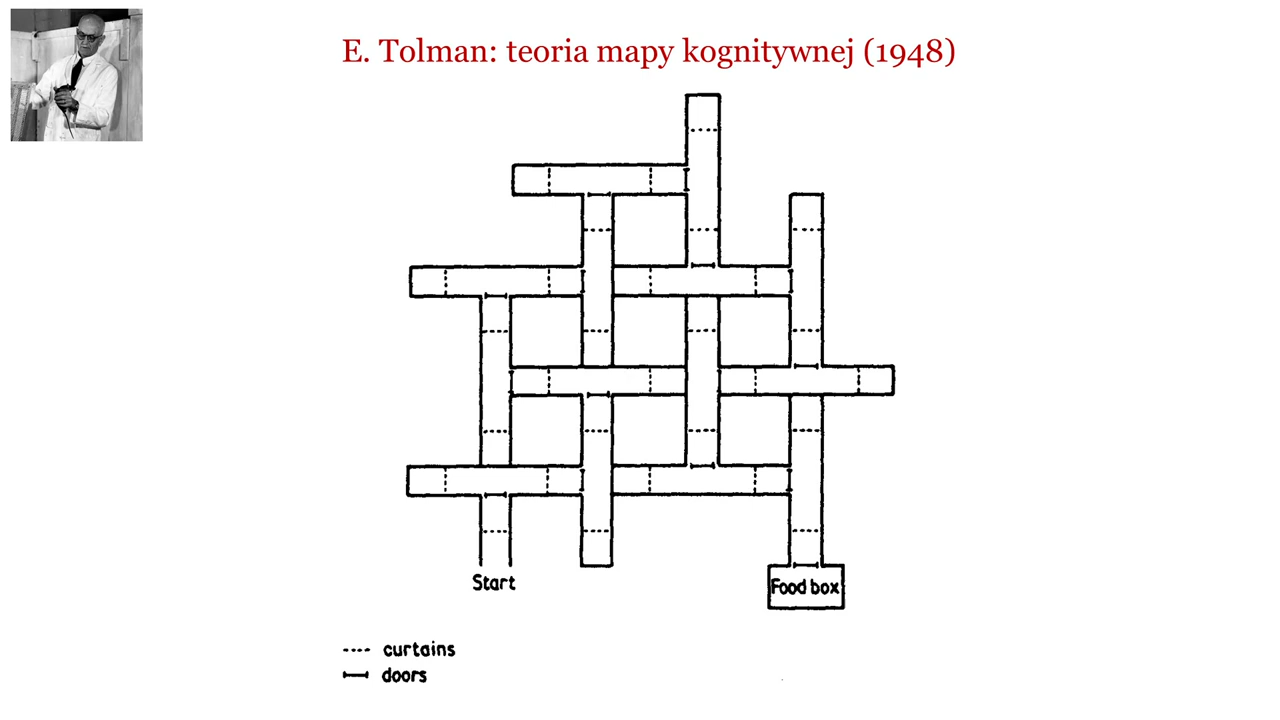 E. Tolman: teoria mapy kognitywnej (1948)
Start
Food box
curtains
doors